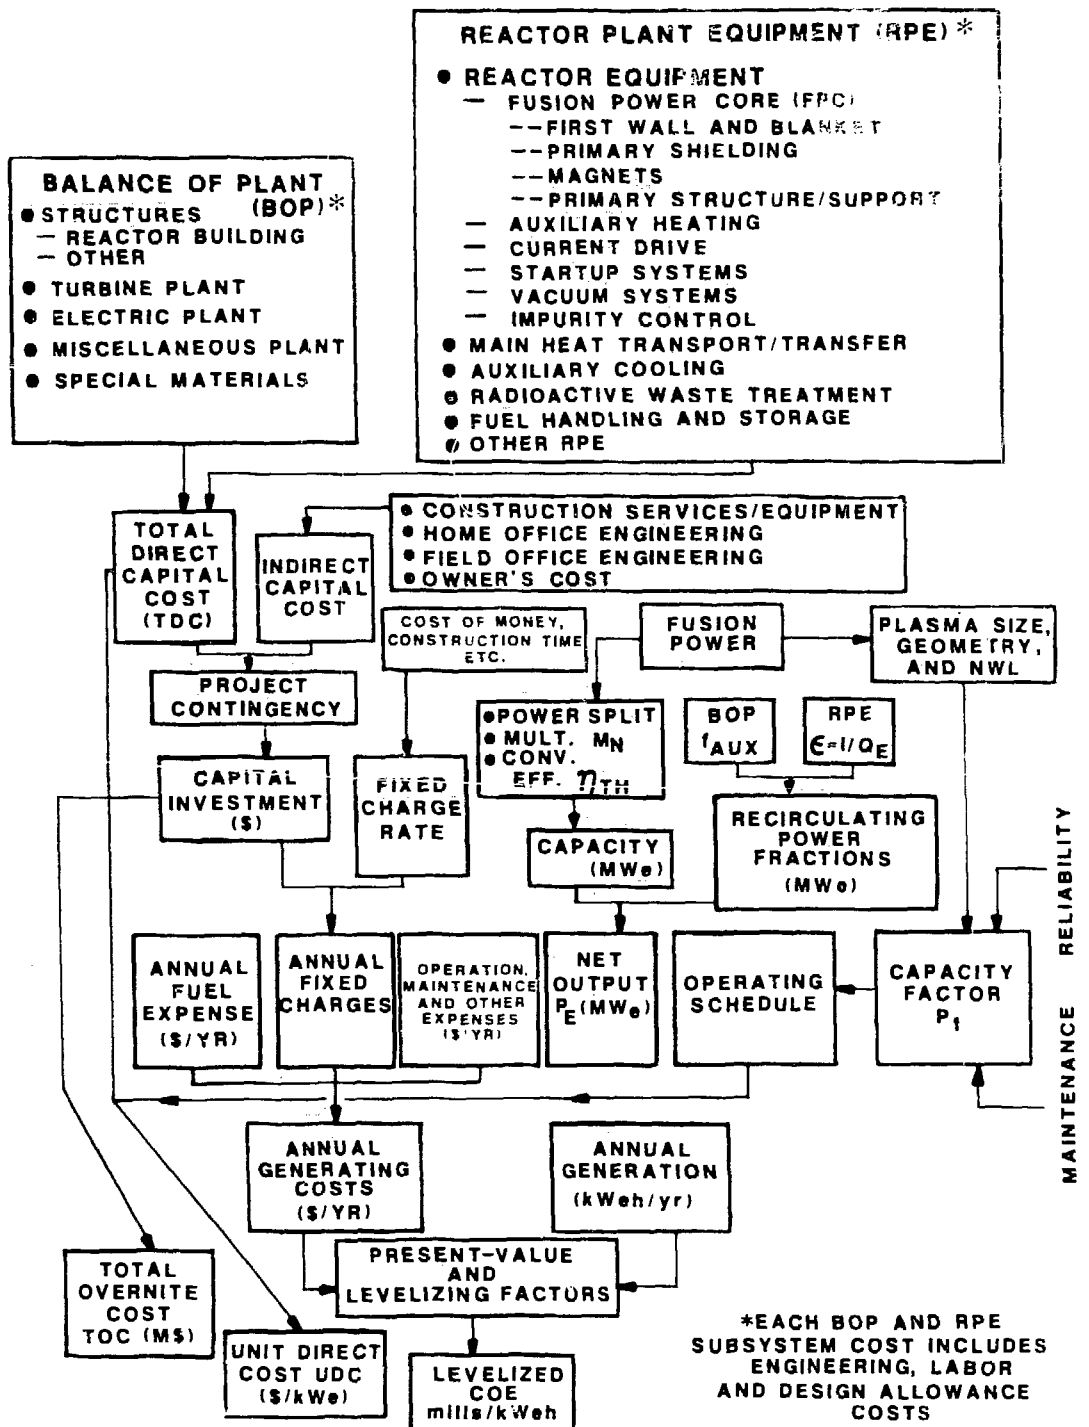 REACTOR PLANT EQUIPMENT (RPE)*
● REACTOR EQUIPMENT
— FUSION POWER CORE (FPC)
--FIRST WALL AND BLANKET
--PRIMARY SHIELDING
--MAGNETS
--PRIMARY STRUCTURE/SUPPORT
— AUXILIARY HEATING
— CURRENT DRIVE
— STARTUP SYSTEMS
— VACUUM SYSTEMS
— IMPURITY CONTROL
● MAIN HEAT TRANSPORT/TRANSFER
● AUXILIARY COOLING
● RADIOACTIVE WASTE TREATMENT
● FUEL HANDLING AND STORAGE
● OTHER RPE
BALANCE OF PLANT
(BOP)*
● STRUCTURES
— REACTOR BUILDING
— OTHER
● TURBINE PLANT
● ELECTRIC PLANT
● MISCELLANEOUS PLANT
● SPECIAL MATERIALS
TOTAL
DIRECT
CAPITAL
COST
(TDC)
INDIRECT
CAPITAL
COST
● CONSTRUCTION SERVICES/EQUIPMENT
● HOME OFFICE ENGINEERING
● FIELD OFFICE ENGINEERING
● OWNER'S COST
COST OF MONEY,
CONSTRUCTION TIME
ETC.
FUSION
POWER
PLASMA SIZE,
GEOMETRY,
AND NWL
PROJECT
CONTINGENCY
● POWER SPLIT
● MULT. M_N
● CONV.
EFF. η_TH
BOP
f_AUX
RPE
ϵ=1/Q_E
CAPITAL
INVESTMENT
($)
FIXED
CHARGE
RATE
CAPACITY
(MWe)
RECIRCULATING
POWER
FRACTIONS
(MWe)
MAINTENANCE RELIABILITY
ANNUAL
FUEL
EXPENSE
($/YR)
ANNUAL
FIXED
CHARGES
OPERATION,
MAINTENANCE
AND OTHER
EXPENSES
($/YR)
NET
OUTPUT
P_E (MWe)
OPERATING
SCHEDULE
CAPACITY
FACTOR
P_f
ANNUAL
GENERATING
COSTS
($/YR)
ANNUAL
GENERATION
(kWeh/yr)
PRESENT-VALUE
AND
LEVELIZING FACTORS
TOTAL
OVERNITE
COST
TOC (M$)
UNIT DIRECT
COST UDC
($/kWe)
LEVELIZED
COE
mills/kWeh
*EACH BOP AND RPE
SUBSYSTEM COST INCLUDES
ENGINEERING, LABOR
AND DESIGN ALLOWANCE
COSTS